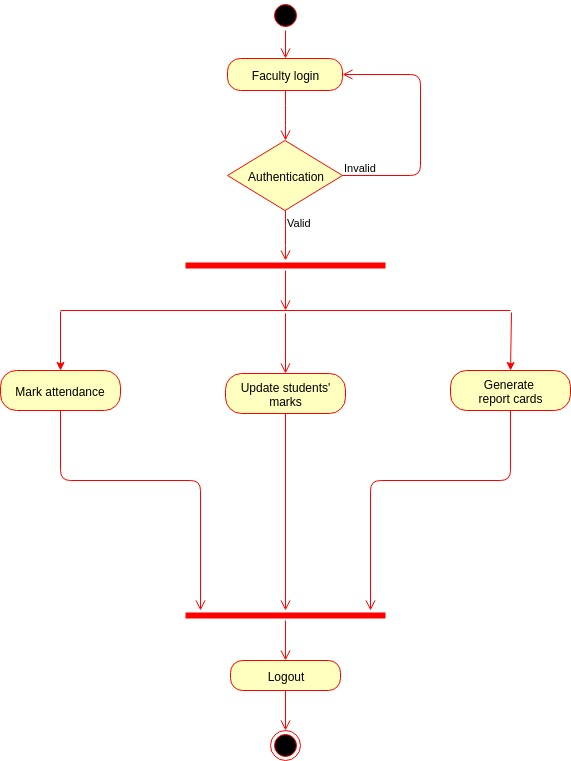 Faculty login
Authentication
Invalid
Valid
Mark attendance
Update students'
marks
Generate
report cards
Logout